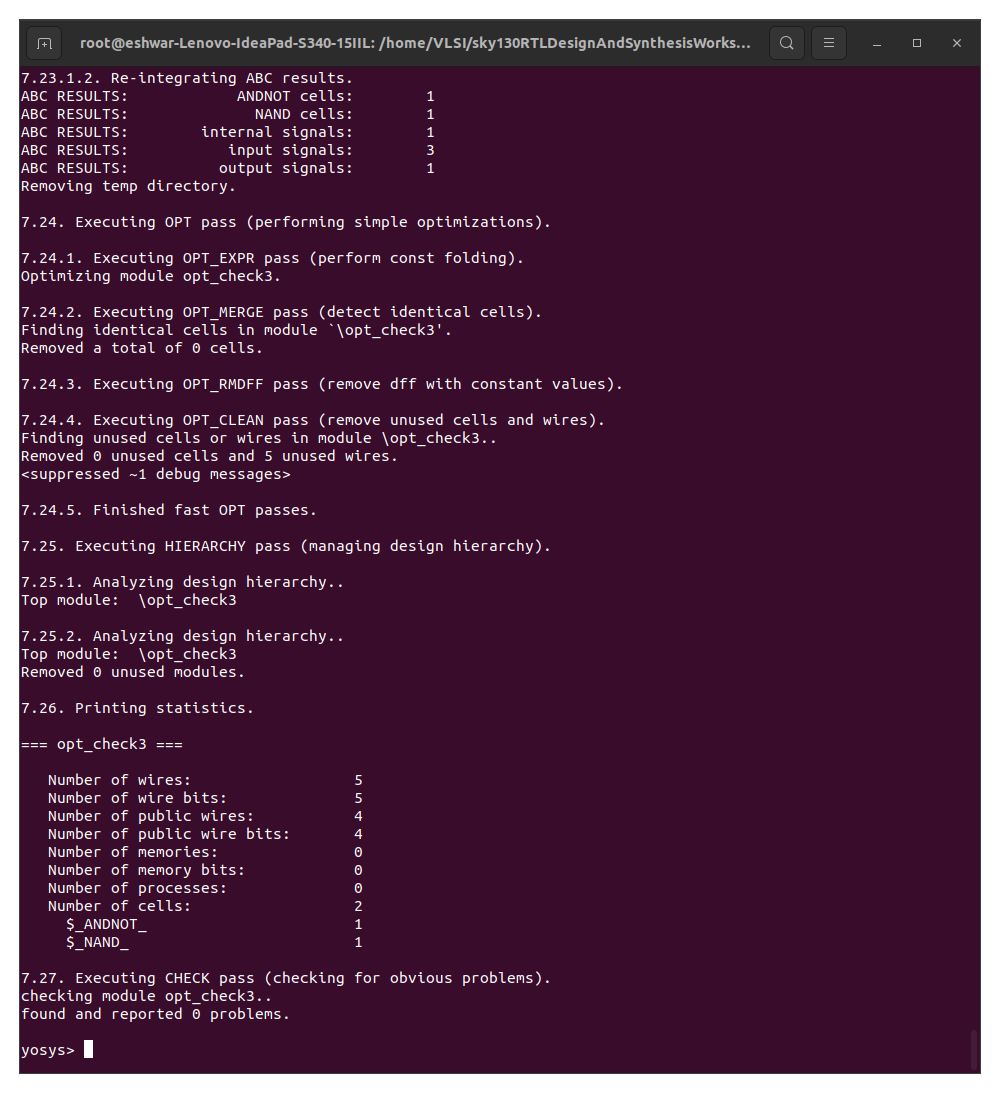 root@eshwar-Lenovo-IdeaPad-S340-15IIL: /home/VLSI/sky130RTLDesignAndSynthesisWorks...
7.23.1.2. Re-integrating ABC results.
ABC RESULTS:            ANDNOT cells:        1
ABC RESULTS:              NAND cells:        1
ABC RESULTS:        internal signals:        1
ABC RESULTS:           input signals:        3
ABC RESULTS:          output signals:        1
Removing temp directory.
7.24. Executing OPT pass (performing simple optimizations).
7.24.1. Executing OPT_EXPR pass (perform const folding).
Optimizing module opt_check3.
7.24.2. Executing OPT_MERGE pass (detect identical cells).
Finding identical cells in module `\opt_check3'.
Removed a total of 0 cells.
7.24.3. Executing OPT_RMDFF pass (remove dff with constant values).
7.24.4. Executing OPT_CLEAN pass (remove unused cells and wires).
Finding unused cells or wires in module \opt_check3..
Removed 0 unused cells and 5 unused wires.
<suppressed ~1 debug messages>
7.24.5. Finished fast OPT passes.
7.25. Executing HIERARCHY pass (managing design hierarchy).
7.25.1. Analyzing design hierarchy..
Top module:  \opt_check3
7.25.2. Analyzing design hierarchy..
Top module:  \opt_check3
Removed 0 unused modules.
7.26. Printing statistics.
=== opt_check3 ===
   Number of wires:                  5
   Number of wire bits:              5
   Number of public wires:           4
   Number of public wire bits:       4
   Number of memories:               0
   Number of memory bits:            0
   Number of processes:              0
   Number of cells:                  2
     $_ANDNOT_                       1
     $_NAND_                         1
7.27. Executing CHECK pass (checking for obvious problems).
checking module opt_check3..
found and reported 0 problems.
yosys>